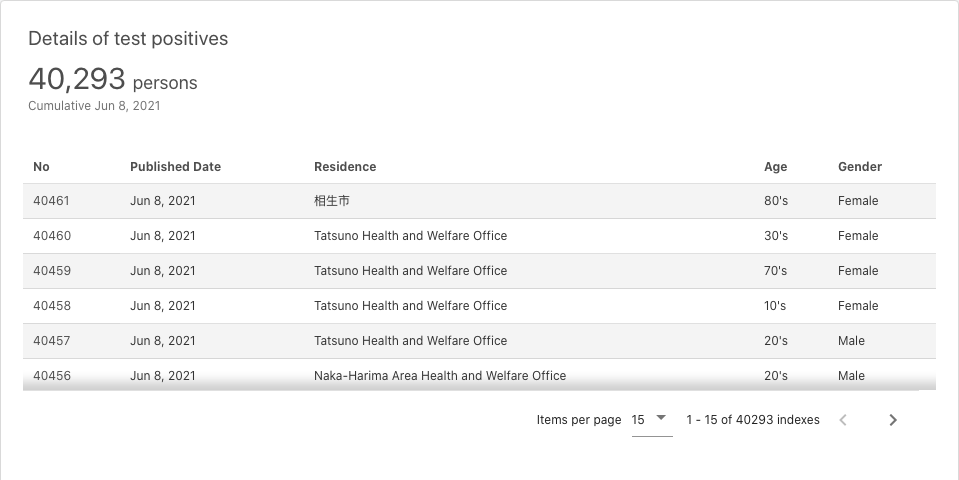 Details of test positives
40,293 persons
Cumulative Jun 8, 2021
No Published Date Residence Age Gender
40461 Jun 8, 2021 相生市 80's Female
40460 Jun 8, 2021 Tatsuno Health and Welfare Office 30's Female
40459 Jun 8, 2021 Tatsuno Health and Welfare Office 70's Female
40458 Jun 8, 2021 Tatsuno Health and Welfare Office 10's Female
40457 Jun 8, 2021 Tatsuno Health and Welfare Office 20's Male
40456 Jun 8, 2021 Naka-Harima Area Health and Welfare Office 20's Male
Items per page 15 1 - 15 of 40293 indexes